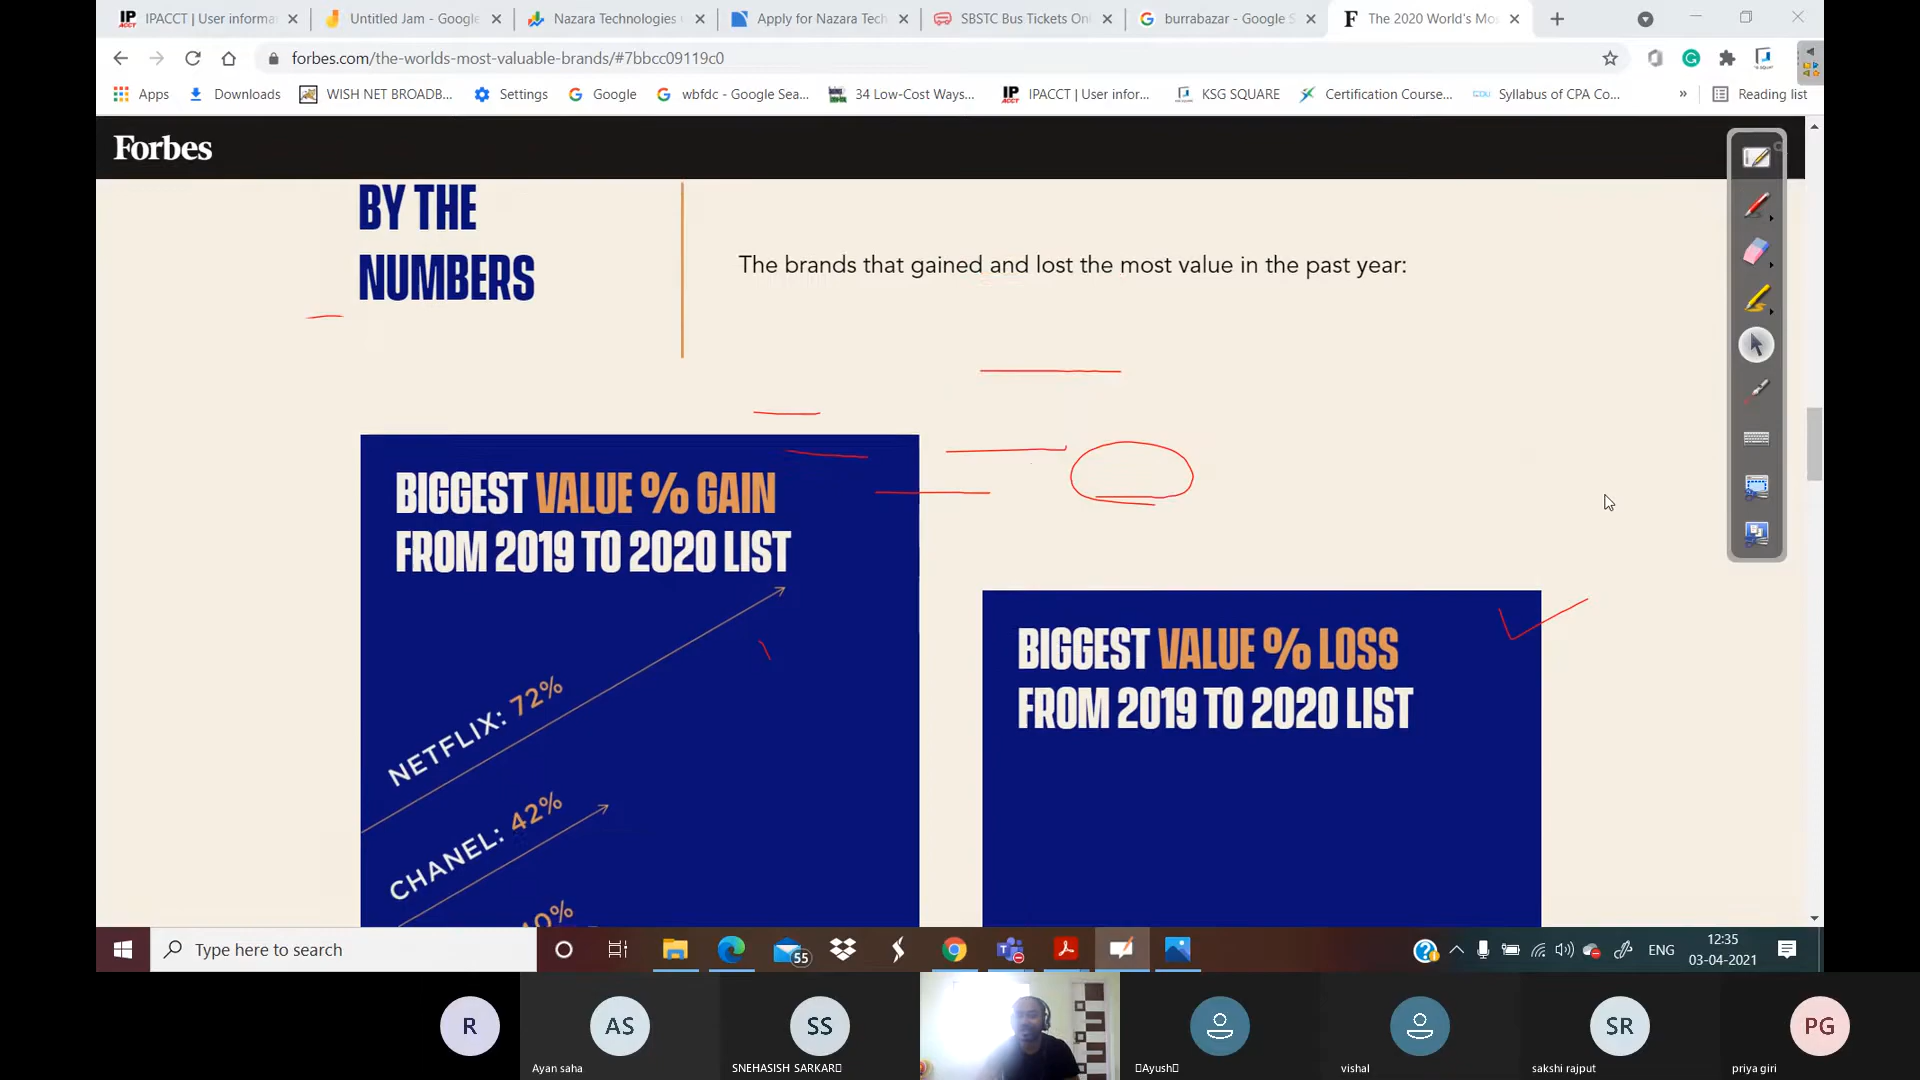 IPACCT | User informa
Untitled Jam - Google
Nazara Technologies
Apply for Nazara Tech
SBSTC Bus Tickets Onl
burrabazar - Google S
The 2020 World's Mos
forbes.com/the-worlds-most-valuable-brands/#7bbcc09119c0
Apps
Downloads
WISH NET BROADB...
Settings
Google
wbfdc - Google Sea...
34 Low-Cost Ways...
IPACCT | User infor...
KSG SQUARE
Certification Course...
Syllabus of CPA Co...
»
Reading list
Forbes
BY THE
NUMBERS
The brands that gained and lost the most value in the past year:
BIGGEST VALUE % GAIN
FROM 2019 TO 2020 LIST
NETFLIX: 72%
CHANEL: 42%
BIGGEST VALUE % LOSS
FROM 2019 TO 2020 LIST
Type here to search
55
ENG
12:35
03-04-2021
R
AS
Ayan saha
SS
SNEHASISH SARKAR
Ayush
vishal
SR
sakshi rajput
PG
priya giri